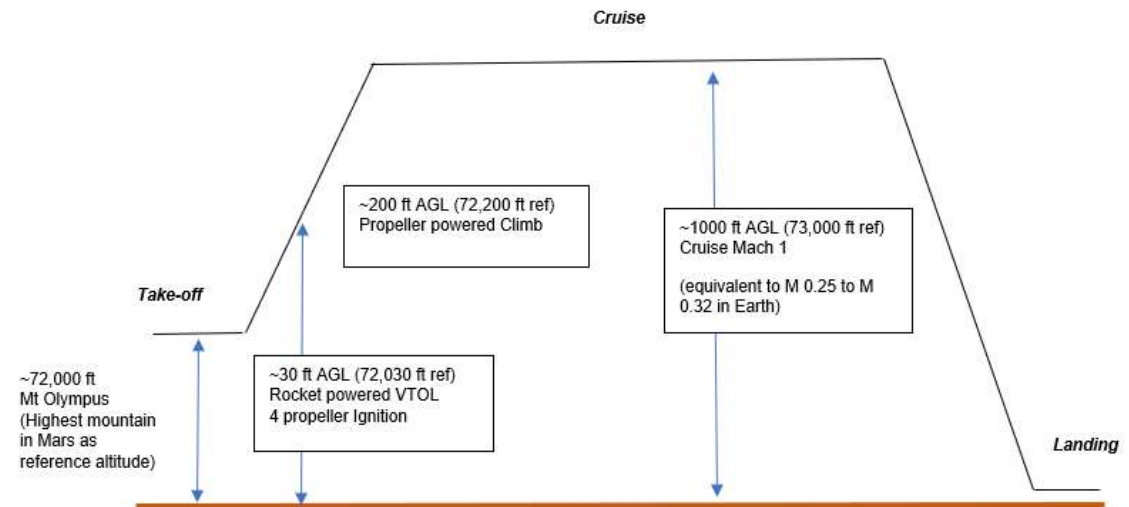 Cruise
~200 ft AGL (72,200 ft ref)
Propeller powered Climb
~1000 ft AGL (73,000 ft ref)
Cruise Mach 1
(equivalent to M 0.25 to M
0.32 in Earth)
Take-off
~72,000 ft
Mt Olympus
(Highest mountain
in Mars as
reference altitude)
~30 ft AGL (72,030 ft ref)
Rocket powered VTOL
4 propeller Ignition
Landing